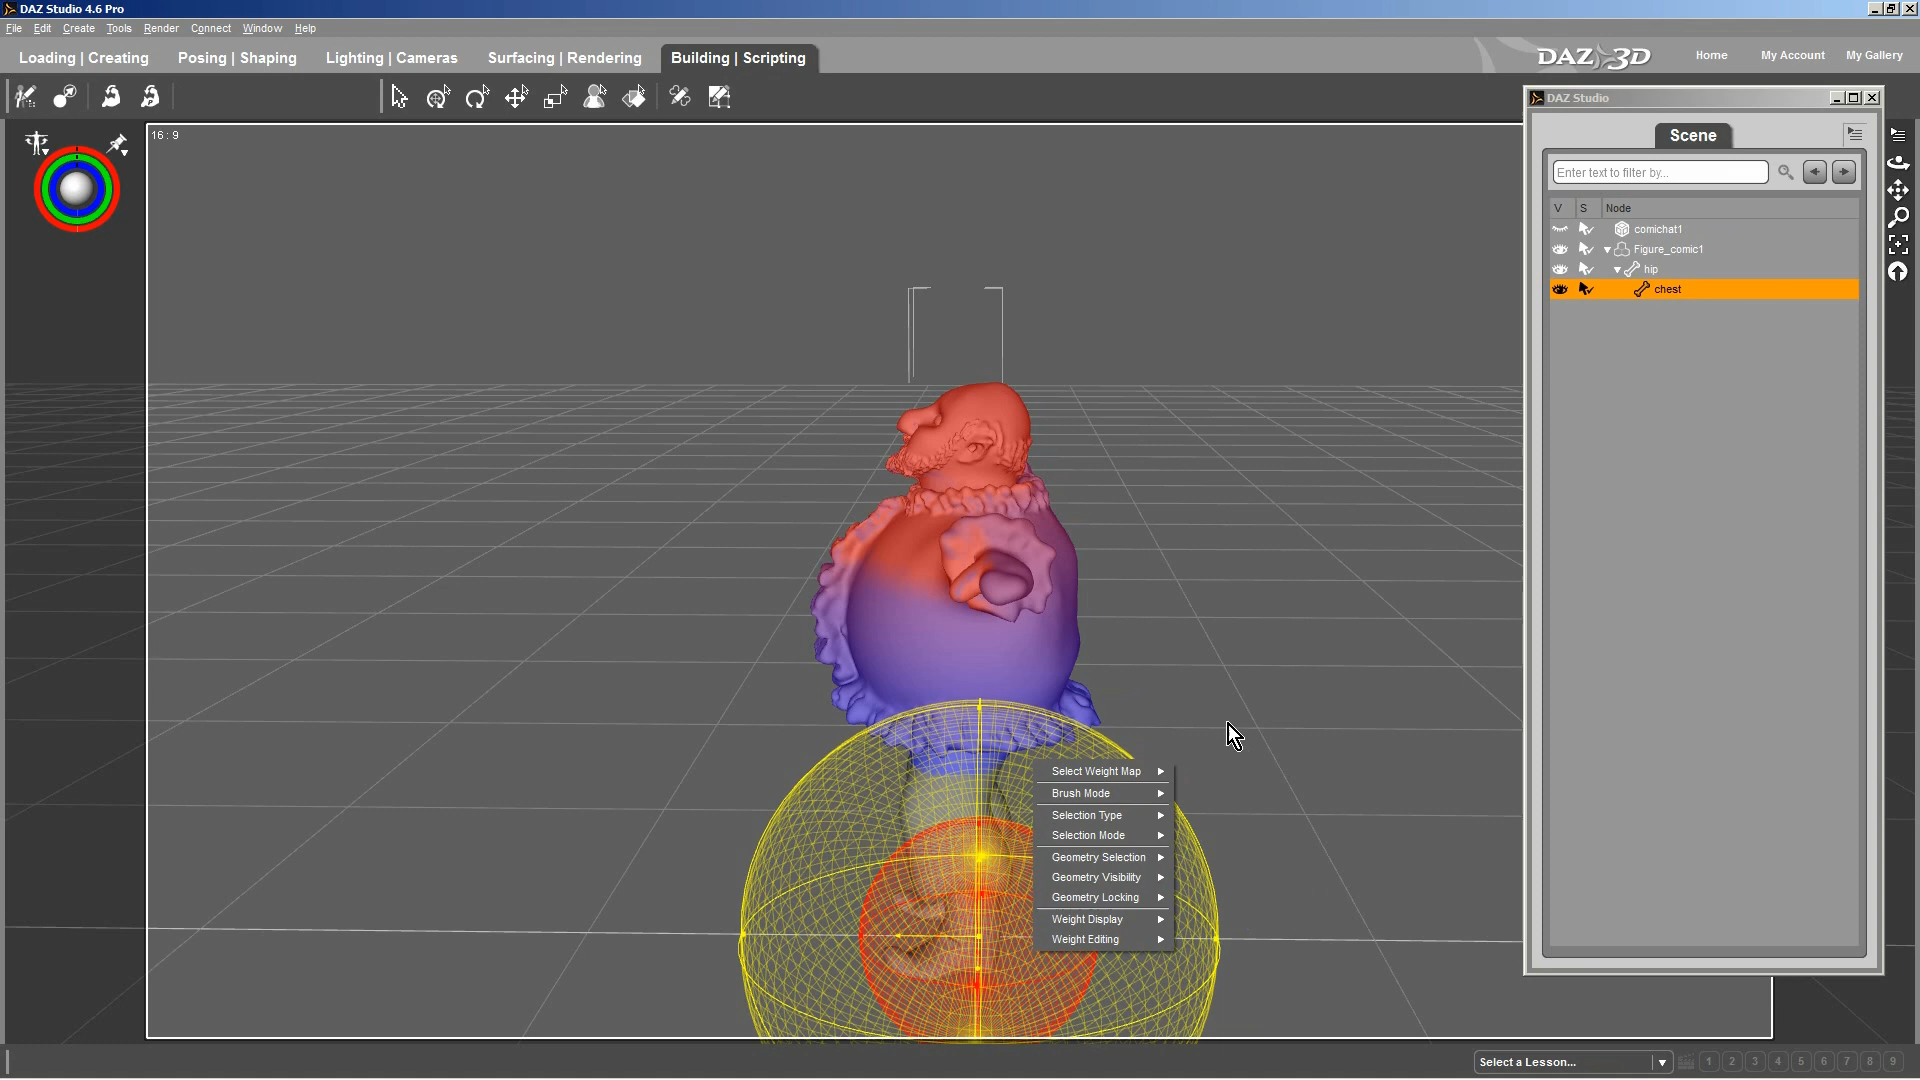 DAZ Studio 4.6 Pro
File Edit Create Tools Render Connect Window Help
Loading | Creating Posing | Shaping Lighting | Cameras Surfacing | Rendering Building | Scripting
DAZ 3D Home My Account My Gallery
DAZ Studio
16 : 9
Scene
Enter text to filter by...
V S Node
comichat1
Figure_comic1
hip
chest
Select Weight Map
Brush Mode
Selection Type
Selection Mode
Geometry Selection
Geometry Visibility
Geometry Locking
Weight Display
Weight Editing
Select a Lesson... 1 2 3 4 5 6 7 8 9